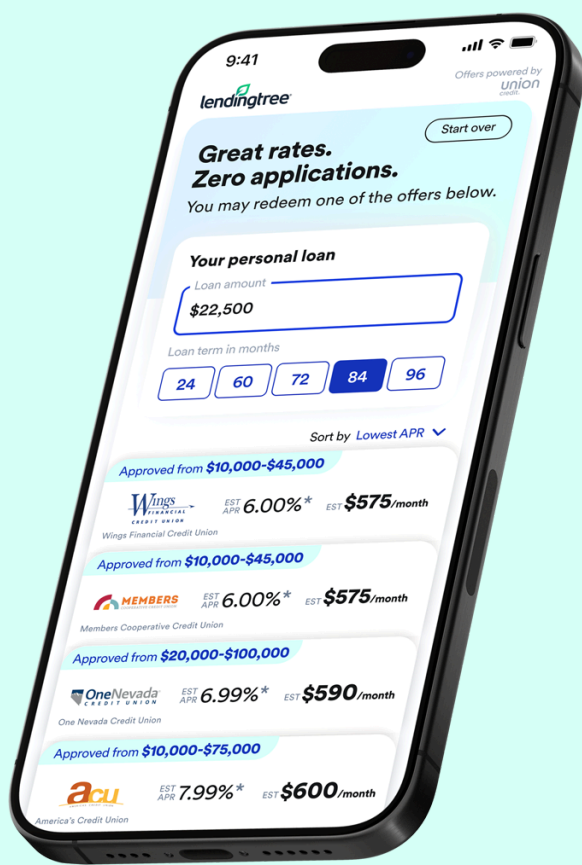 9:41
lendingtree
Offers powered by
union
credit.
Start over
Great rates.
Zero applications.
You may redeem one of the offers below.
Your personal loan
Loan amount
$22,500
Loan term in months
24 60 72 84 96
Sort by Lowest APR
Approved from $10,000-$45,000
Wings
FINANCIAL
CREDIT UNION
EST APR 6.00%* EST $575/month
Wings Financial Credit Union
Approved from $10,000-$45,000
MEMBERS
COOPERATIVE CREDIT UNION
EST APR 6.00%* EST $575/month
Members Cooperative Credit Union
Approved from $20,000-$100,000
OneNevada
CREDIT UNION
EST APR 6.99%* EST $590/month
One Nevada Credit Union
Approved from $10,000-$75,000
acu
EST APR 7.99%* EST $600/month
America's Credit Union